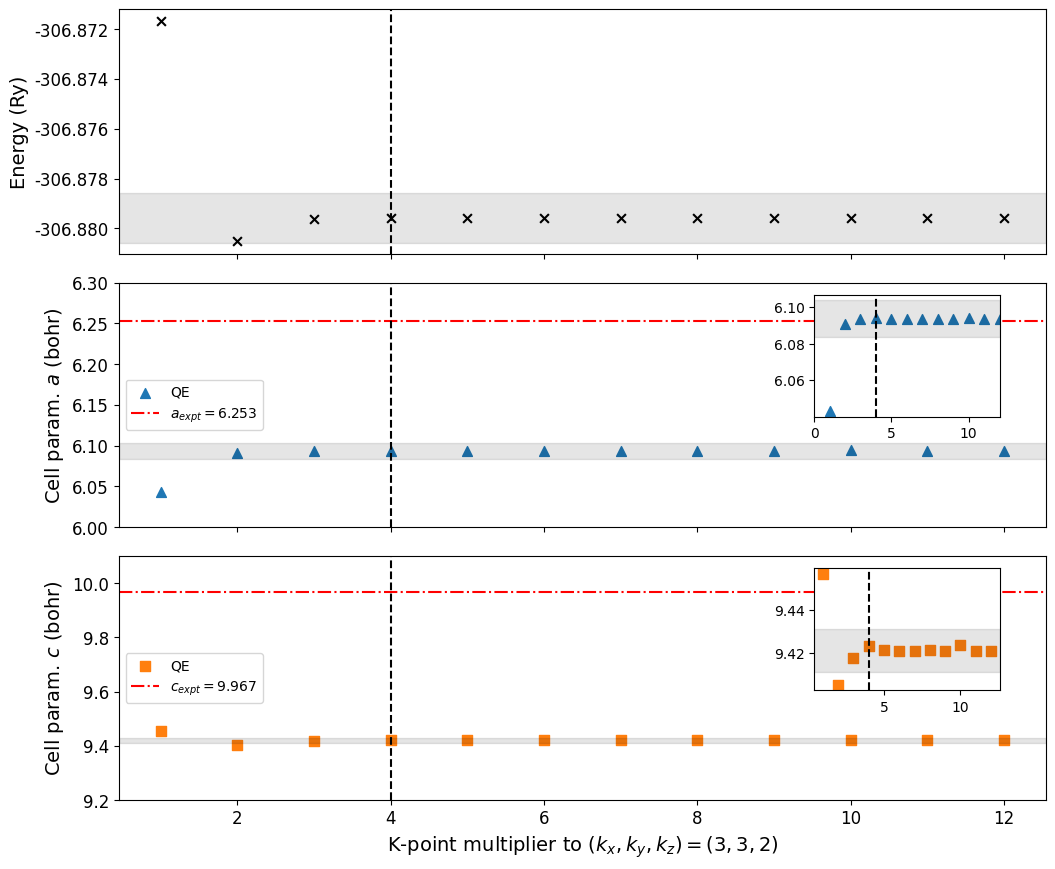 Energy (Ry)
-306.872
-306.874
-306.876
-306.878
-306.880
Cell param. a (bohr)
6.30
6.25
6.20
6.15
6.10
6.05
6.00
QE
a_expt = 6.253
6.10
6.08
6.06
0 5 10
Cell param. c (bohr)
10.0
9.8
9.6
9.4
9.2
QE
c_expt = 9.967
9.44
9.42
5 10
2 4 6 8 10 12
K-point multiplier to (k_x, k_y, k_z) = (3, 3, 2)